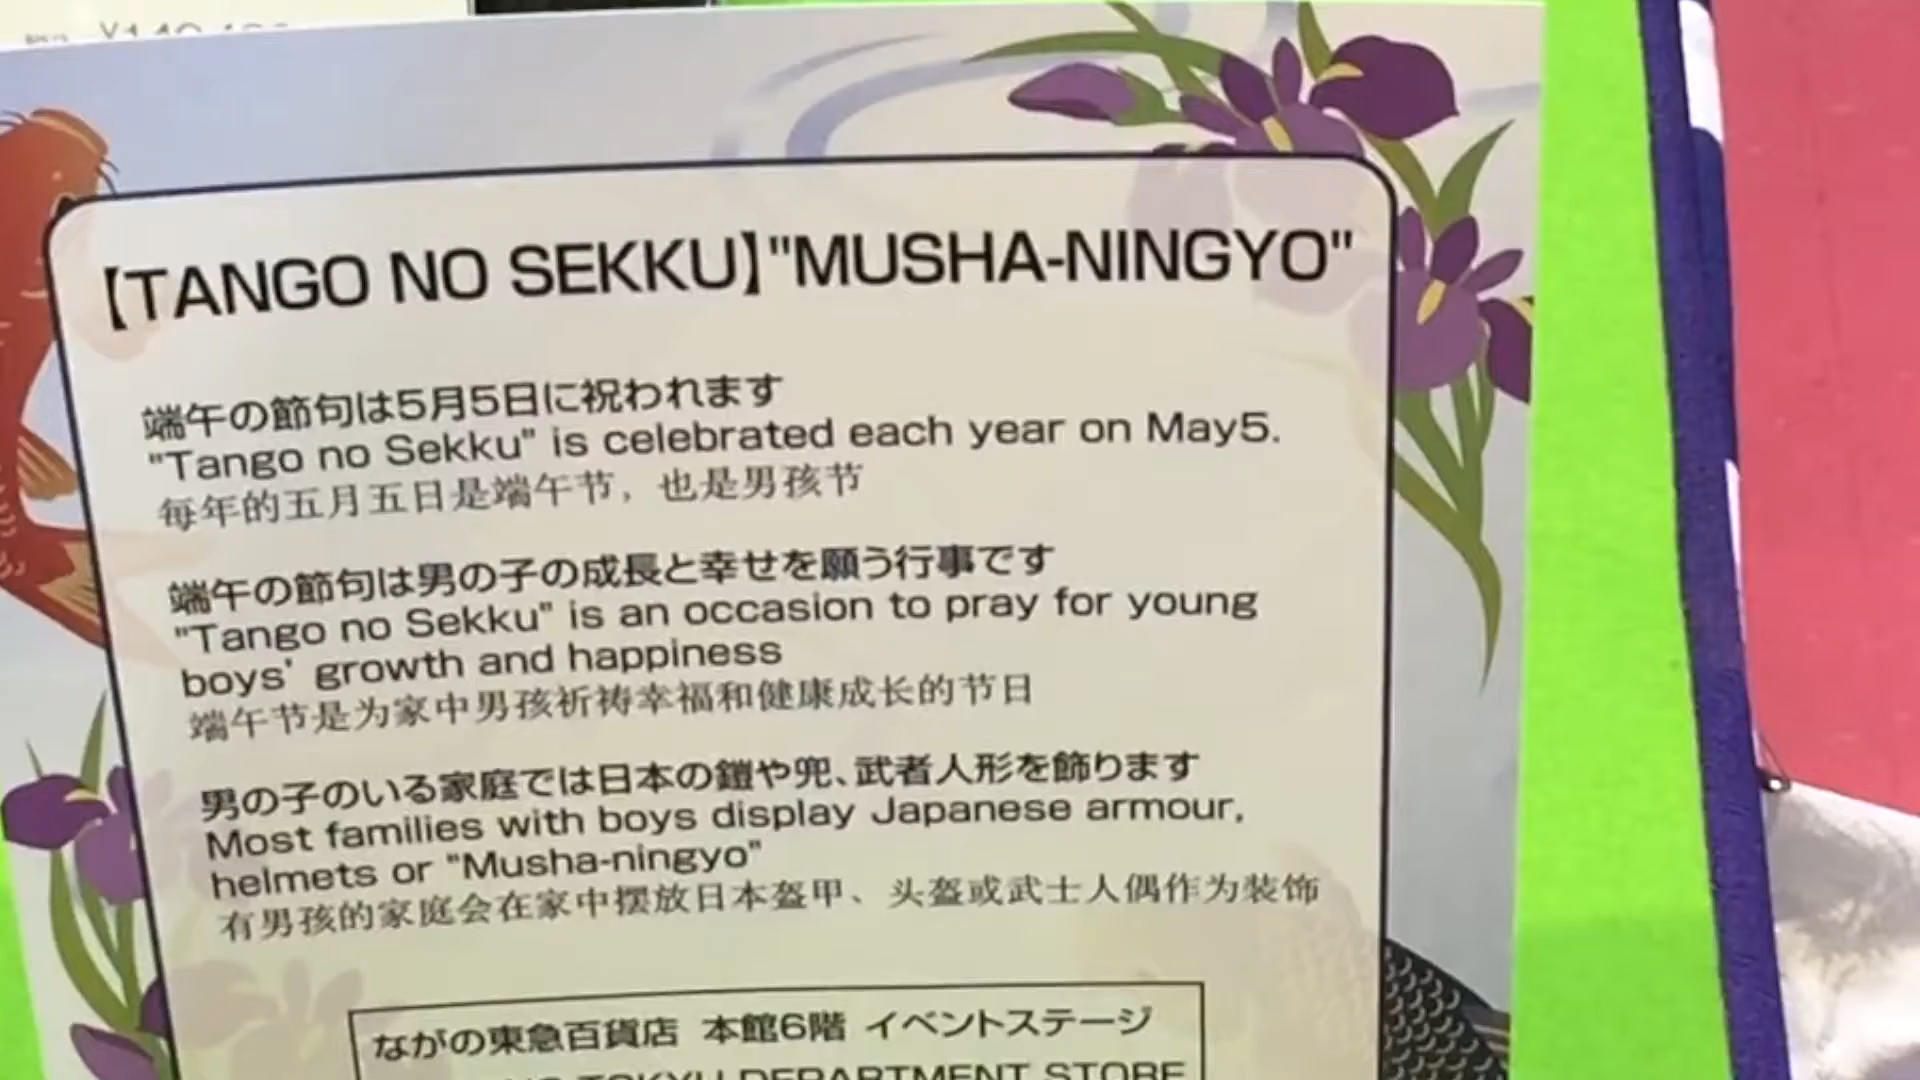 【TANGO NO SEKKU】"MUSHA-NINGYO"
端午の節句は5月5日に祝われます
"Tango no Sekku" is celebrated each year on May5.
每年的五月五日是端午节，也是男孩节
端午の節句は男の子の成長と幸せを願う行事です
"Tango no Sekku" is an occasion to pray for young
boys' growth and happiness
端午节是为家中男孩祈祷幸福和健康成长的节日
男の子のいる家庭では日本の鎧や兜、武者人形を飾ります
Most families with boys display Japanese armour,
helmets or "Musha-ningyo"
有男孩的家庭会在家中摆放日本盔甲、头盔或武士人偶作为装饰
ながの東急百貨店 本館6階 イベントステージ
TOKYU DEPARTMENT STORE